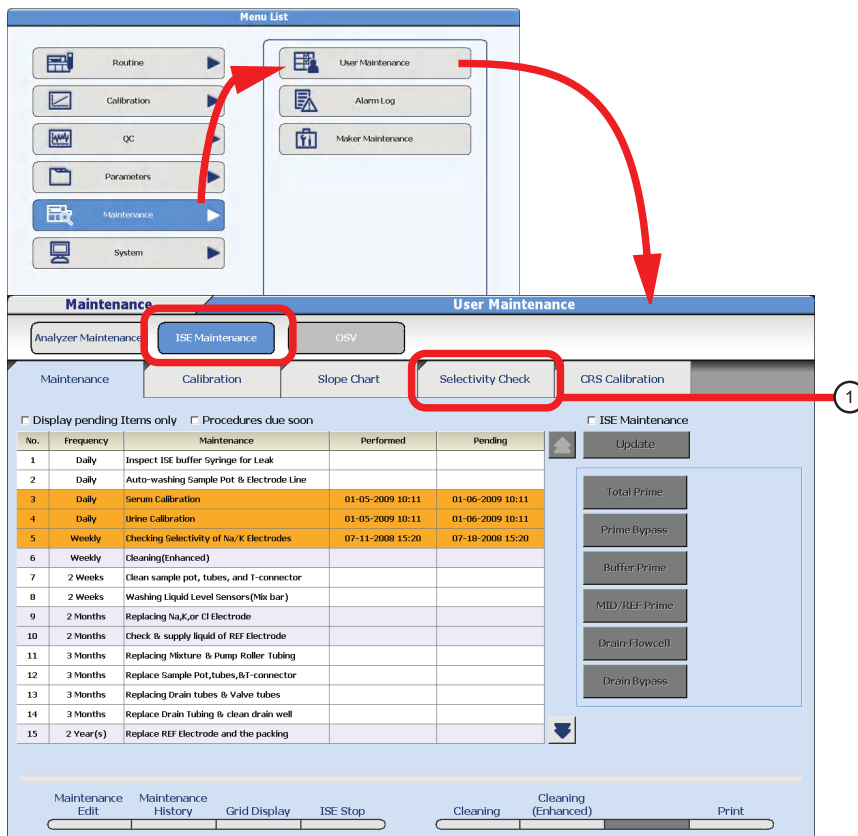 Menu List
Routine
Calibration
QC
Parameters
Maintenance
System
User Maintenance
Alarm Log
Maker Maintenance
Maintenance
User Maintenance
Analyzer Maintenance
ISE Maintenance
OSV
Maintenance
Calibration
Slope Chart
Selectivity Check
CRS Calibration
1
Display pending Items only
Procedures due soon
ISE Maintenance
No. Frequency Maintenance Performed Pending
1 Daily Inspect ISE buffer Syringe for Leak
2 Daily Auto-washing Sample Pot & Electrode Line
3 Daily Serum Calibration 01-05-2009 10:11 01-06-2009 10:11
4 Daily Urine Calibration 01-05-2009 10:11 01-06-2009 10:11
5 Weekly Checking Selectivity of Na/K Electrodes 07-11-2008 15:20 07-18-2008 15:20
6 Weekly Cleaning(Enhanced)
7 2 Weeks Clean sample pot, tubes, and T-connector
8 2 Weeks Washing Liquid Level Sensors(Mix bar)
9 2 Months Replacing Na,K,or Cl Electrode
10 2 Months Check & supply liquid of REF Electrode
11 3 Months Replacing Mixture & Pump Roller Tubing
12 3 Months Replace Sample Pot,tubes,&T-connector
13 3 Months Replacing Drain tubes & Valve tubes
14 3 Months Replace Drain Tubing & clean drain well
15 2 Year(s) Replace REF Electrode and the packing
Update
Total Prime
Prime Bypass
Buffer Prime
MID/REF Prime
Drain-Flowcell
Drain Bypass
Maintenance Edit
Maintenance History
Grid Display
ISE Stop
Cleaning
Cleaning (Enhanced)
Print